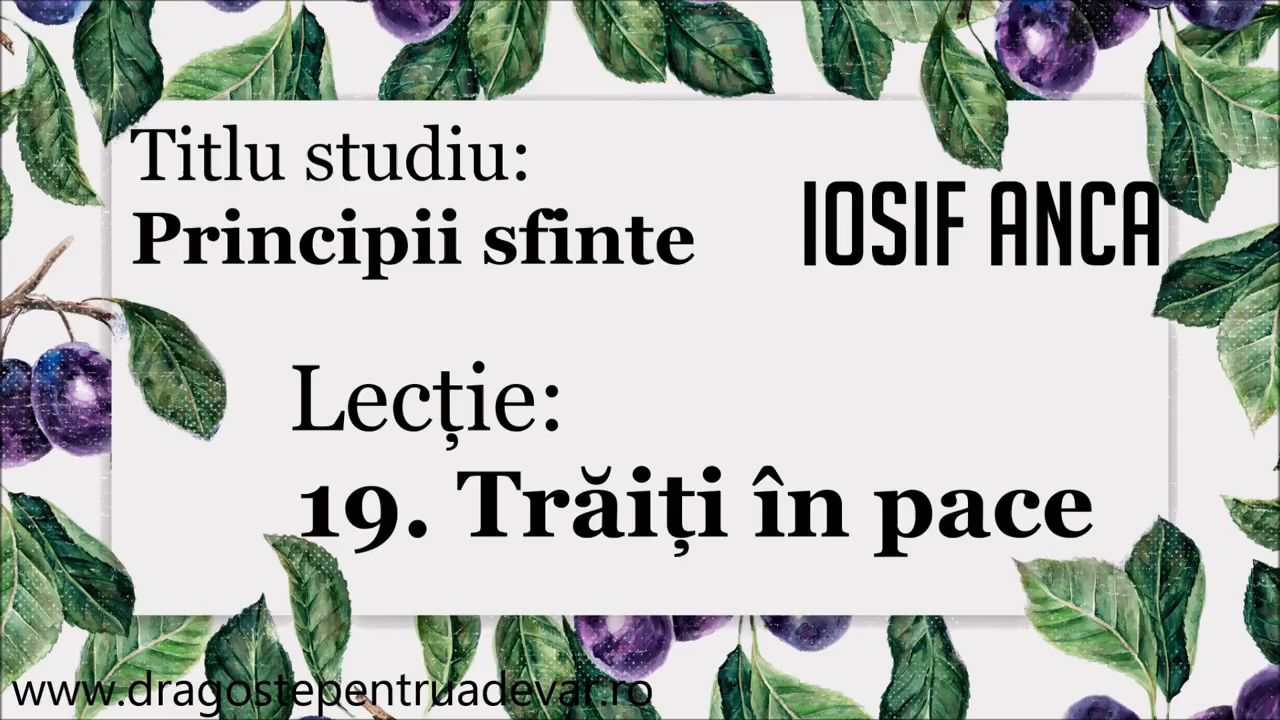 Titlu studiu:
Principii sfinte
IOSIF ANCA
Lecție:
19. Trăiți în pace
www.dragostepentruadevar.ro